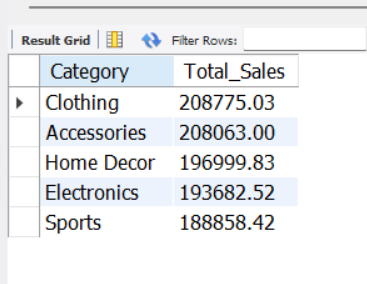 Result Grid Filter Rows:
Category Total_Sales
Clothing 208775.03
Accessories 208063.00
Home Decor 196999.83
Electronics 193682.52
Sports 188858.42